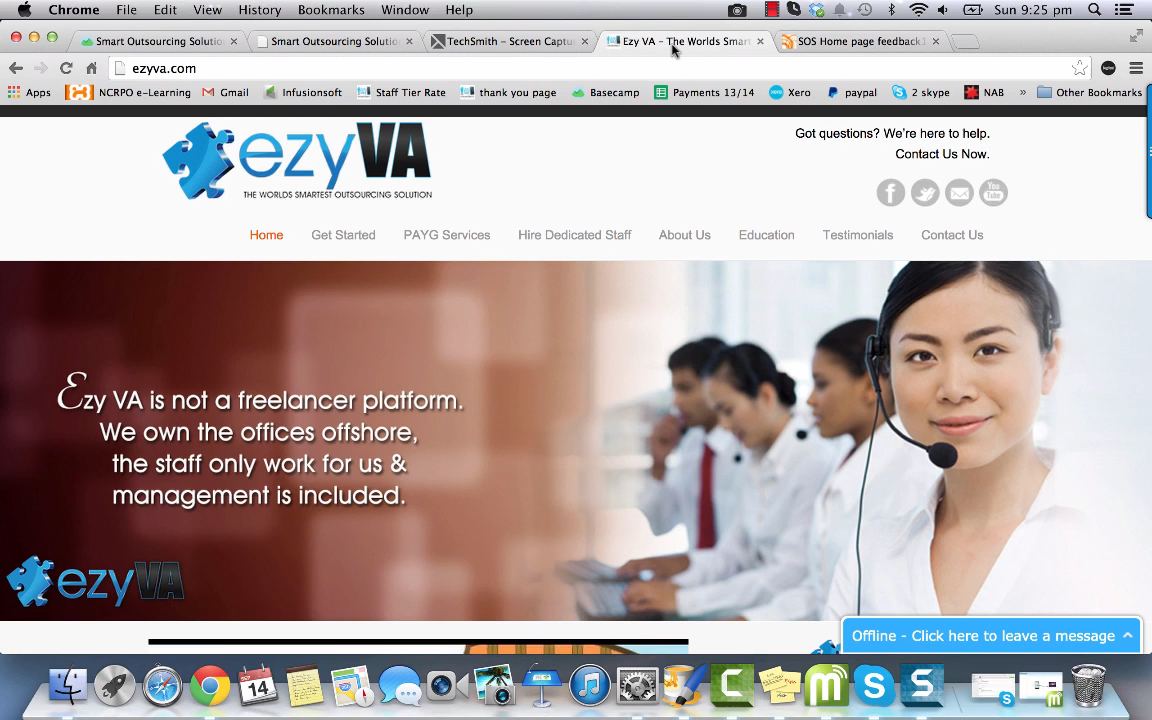 Chrome File Edit View History Bookmarks Window Help Sun 9:25 pm
Smart Outsourcing Solutio Smart Outsourcing Solutio TechSmith – Screen Captu Ezy VA – The Worlds Smart SOS Home page feedback
ezyva.com
Apps NCRPO e-Learning Gmail Infusionsoft Staff Tier Rate thank you page Basecamp Payments 13/14 Xero paypal 2 skype NAB » Other Bookmarks
ezyVA
THE WORLDS SMARTEST OUTSOURCING SOLUTION
Got questions? We're here to help.
Contact Us Now.
You Tube
Home Get Started PAYG Services Hire Dedicated Staff About Us Education Testimonials Contact Us
Ezy VA is not a freelancer platform.
We own the offices offshore,
the staff only work for us &
management is included.
ezyVA
Offline - Click here to leave a message
SEP
14